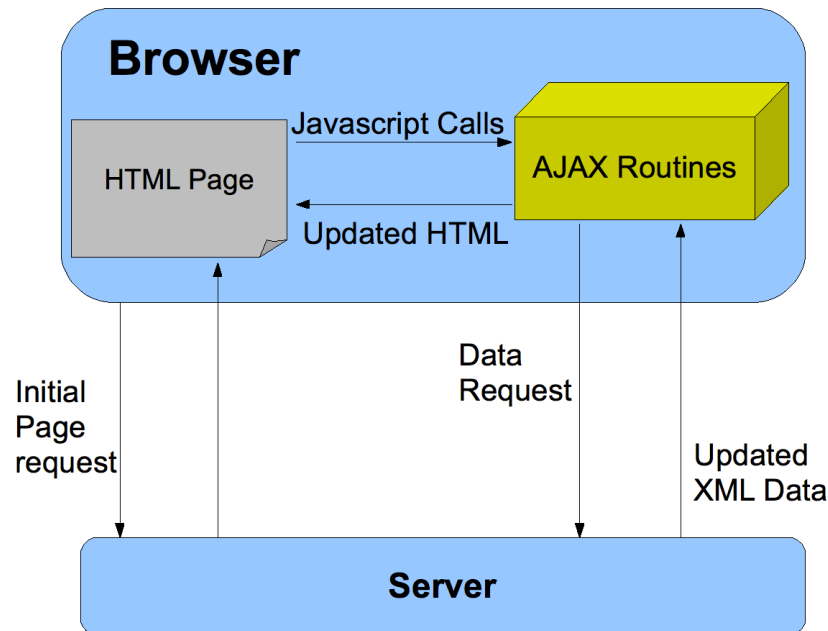 Browser
Javascript Calls
HTML Page
AJAX Routines
Updated HTML
Initial
Page
request
Data
Request
Updated
XML Data
Server